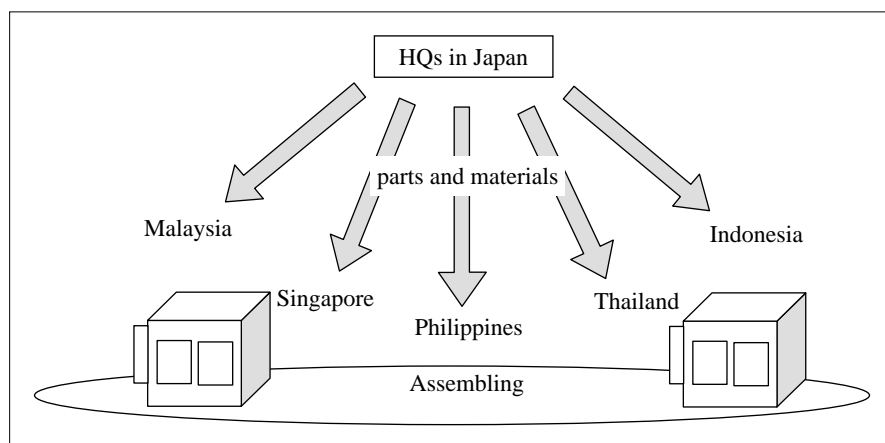 HQs in Japan
parts and materials
Malaysia
Indonesia
Singapore
Thailand
Philippines
Assembling